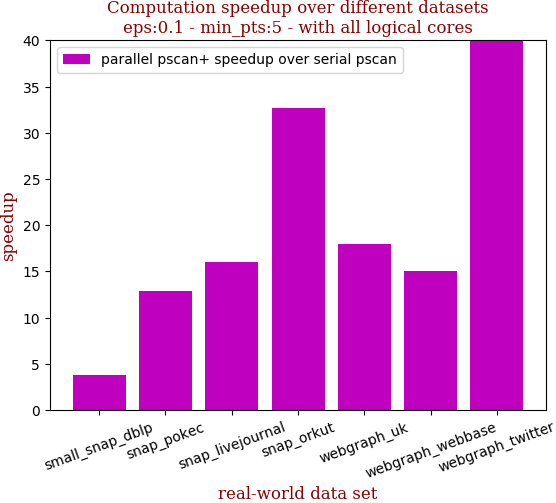 Computation speedup over different datasets
eps:0.1 - min_pts:5 - with all logical cores
parallel pscan+ speedup over serial pscan
speedup
40
35
30
25
20
15
10
5
0
small_snap_dblp
snap_pokec
snap_livejournal
snap_orkut
webgraph_uk
webgraph_webbase
webgraph_twitter
real-world data set